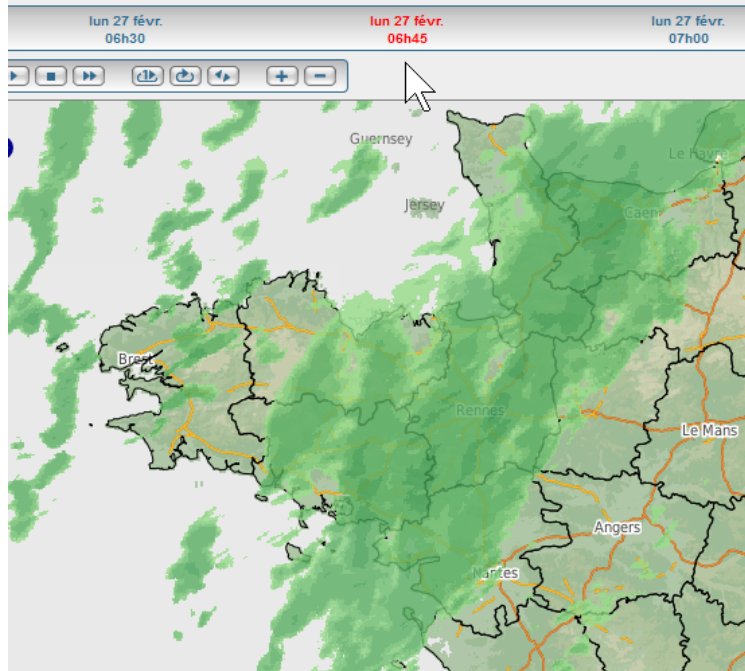 lun 27 févr. lun 27 févr. lun 27 févr.
06h30 06h45 07h00
Guernsey
Le Havre
Jersey
Caen
Brest
Rennes
Le Mans
Angers
Nantes